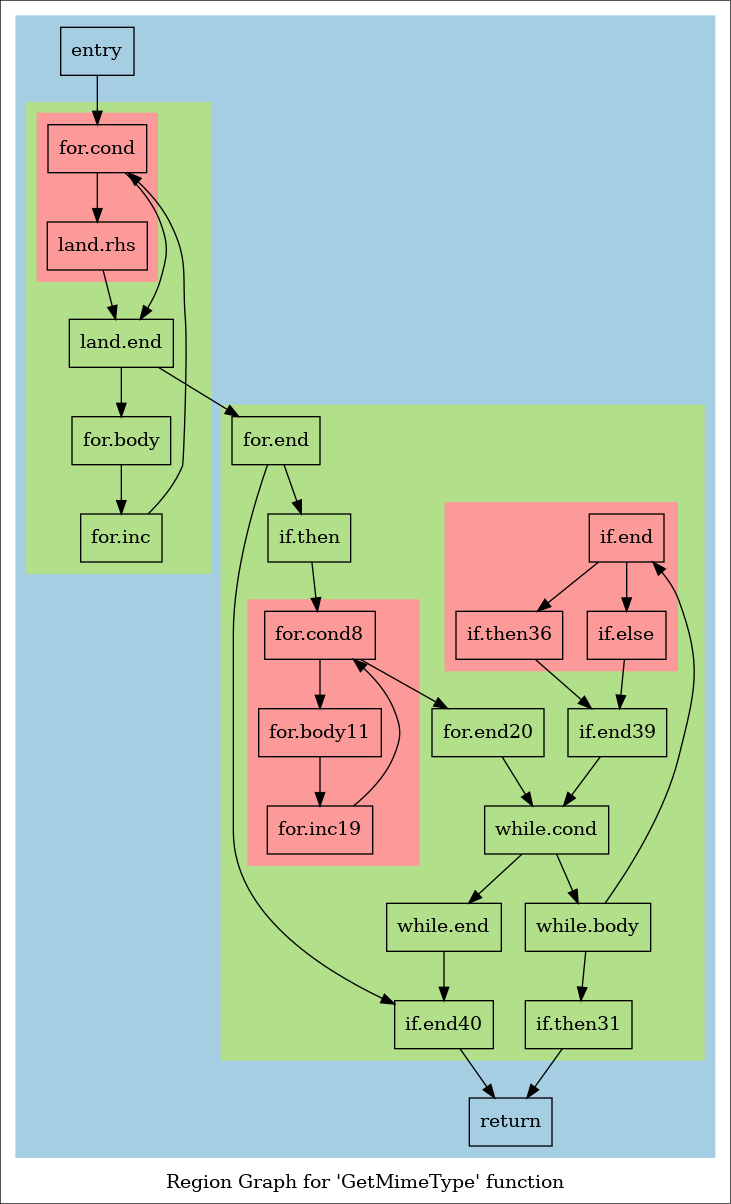 entry
for.cond
land.rhs
land.end
for.body
for.end
for.inc
if.then
if.end
for.cond8
if.then36
if.else
for.body11
for.end20
if.end39
for.inc19
while.cond
while.end
while.body
if.end40
if.then31
return
Region Graph for 'GetMimeType' function